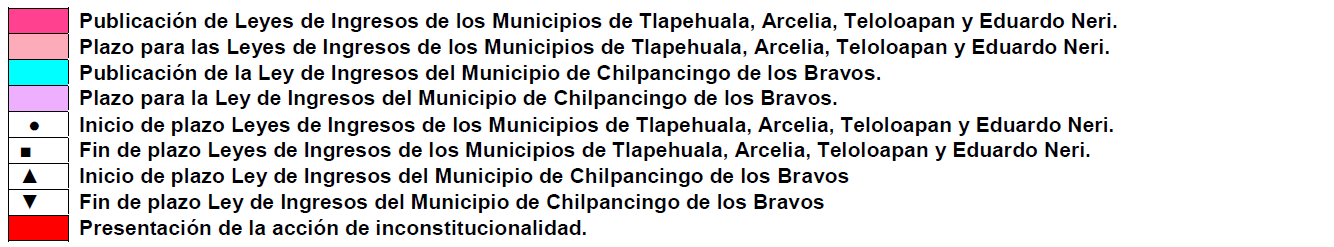 Publicación de Leyes de Ingresos de los Municipios de Tlapehuala, Arcelia, Teloloapan y Eduardo Neri.
Plazo para las Leyes de Ingresos de los Municipios de Tlapehuala, Arcelia, Teloloapan y Eduardo Neri.
Publicación de la Ley de Ingresos del Municipio de Chilpancingo de los Bravos.
Plazo para la Ley de Ingresos del Municipio de Chilpancingo de los Bravos.
● Inicio de plazo Leyes de Ingresos de los Municipios de Tlapehuala, Arcelia, Teloloapan y Eduardo Neri.
■ Fin de plazo Leyes de Ingresos de los Municipios de Tlapehuala, Arcelia, Teloloapan y Eduardo Neri.
▲ Inicio de plazo Ley de Ingresos del Municipio de Chilpancingo de los Bravos
▼ Fin de plazo Ley de Ingresos del Municipio de Chilpancingo de los Bravos
Presentación de la acción de inconstitucionalidad.